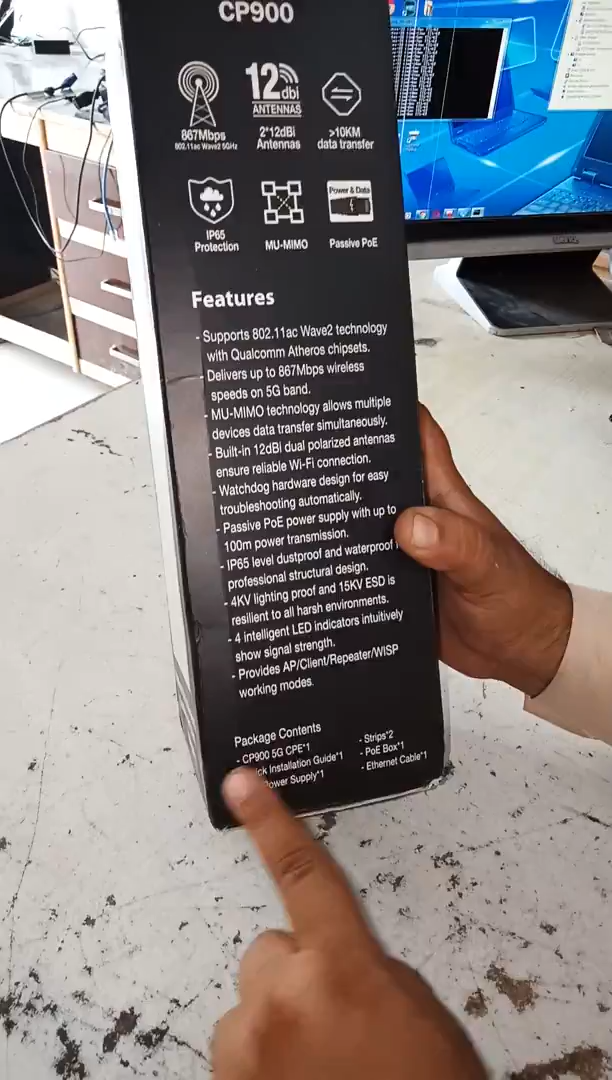 CP900
867Mbps
802.11ac Wave2 5GHz
12dbi
ANTENNAS
2*12dBi
Antennas
>10KM
data transfer
IP65
Protection
MU-MIMO
Power & Data
Passive PoE
Features
- Supports 802.11ac Wave2 technology
with Qualcomm Atheros chipsets.
- Delivers up to 867Mbps wireless
speeds on 5G band.
- MU-MIMO technology allows multiple
devices data transfer simultaneously.
- Built-in 12dBi dual polarized antennas
ensure reliable Wi-Fi connection.
- Watchdog hardware design for easy
troubleshooting automatically.
- Passive PoE power supply with up to
100m power transmission.
- IP65 level dustproof and waterproof
professional structural design.
- 4KV lighting proof and 15KV ESD is
resilient to all harsh environments.
- 4 intelligent LED indicators intuitively
show signal strength.
- Provides AP/Client/Repeater/WISP
working modes.
Package Contents
- CP900 5G CPE*1
Installation Guide*1
Supply*1
- Strips*2
- PoE Box*1
- Ethernet Cable*1
BenQ